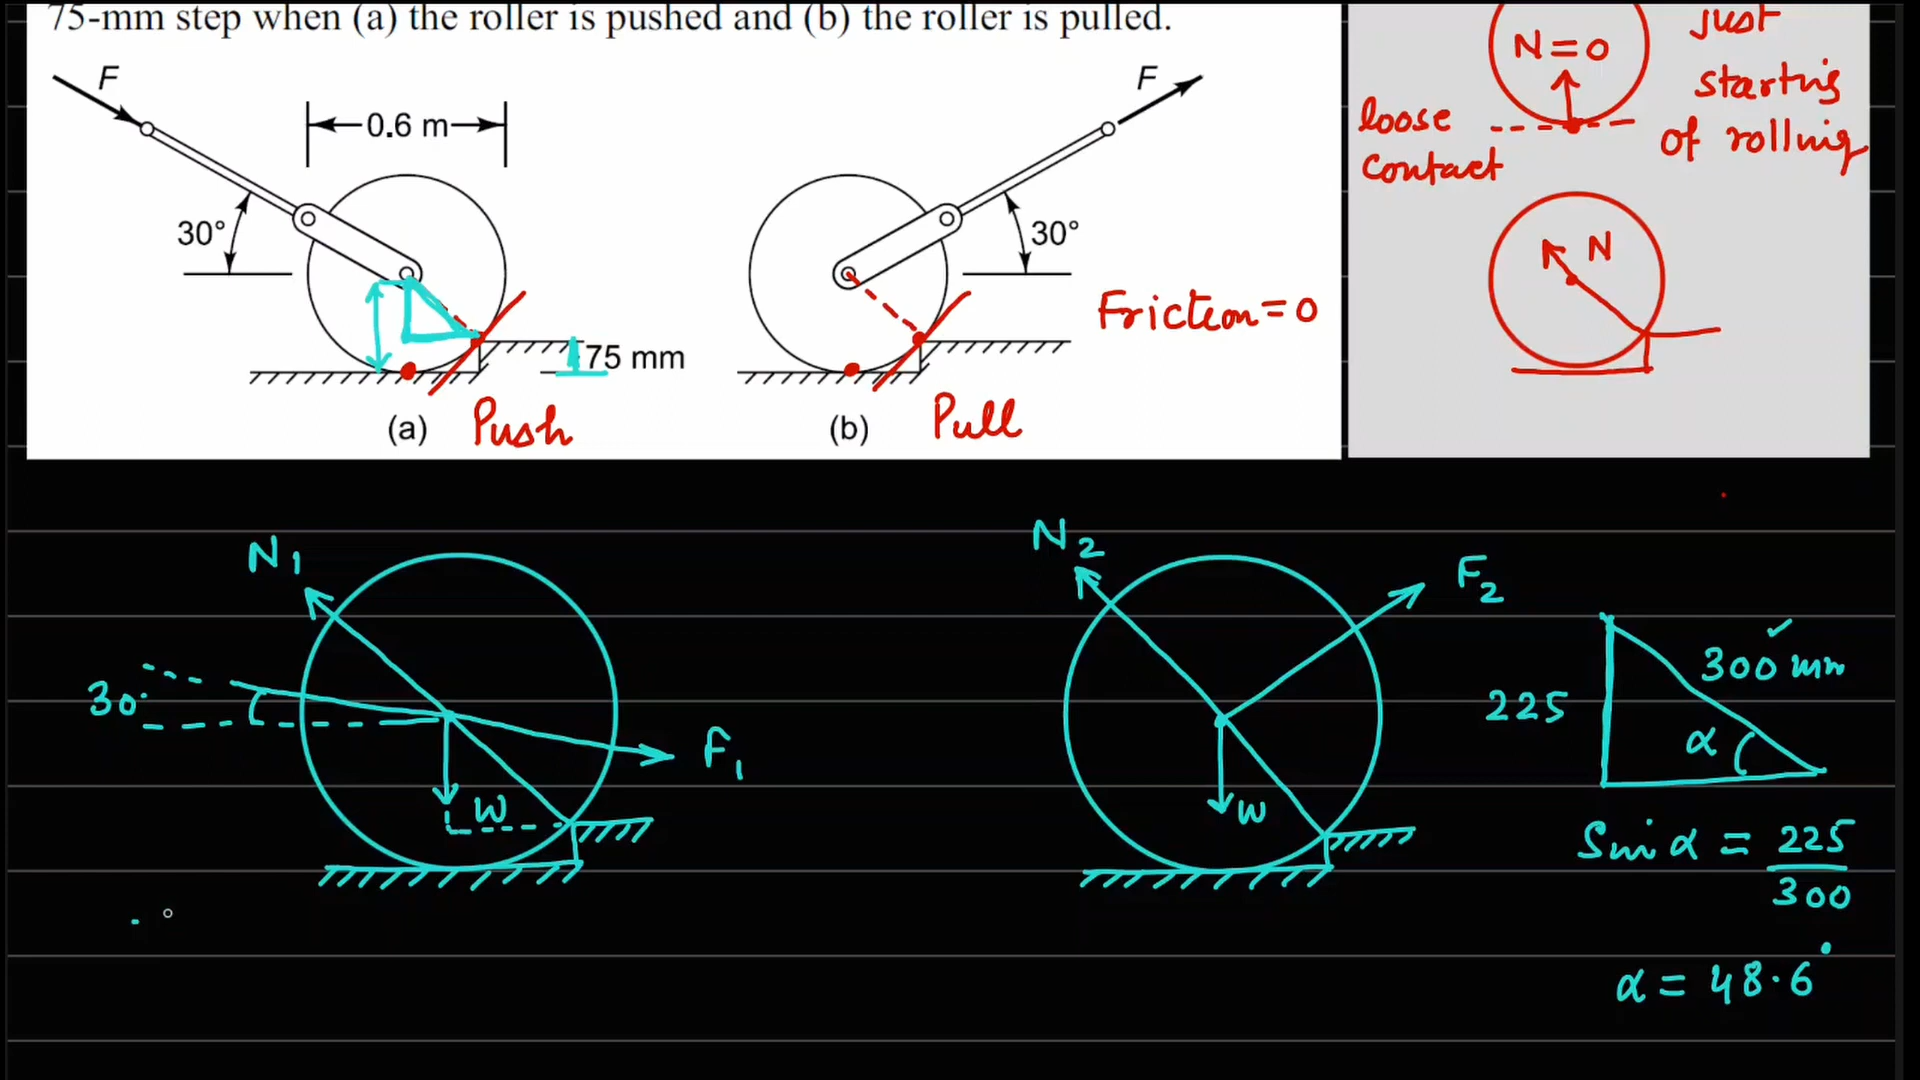 75-mm step when (a) the roller is pushed and (b) the roller is pulled.
F
0.6 m
30°
75 mm
(a)
Push
F
30°
(b)
Pull
Friction=0
N=0
just
starting
of rolling
loose
contact
N
N1
30
F1
W
N2
F2
W
300 mm
225
α
Sin α = 225
300
α = 48.6°